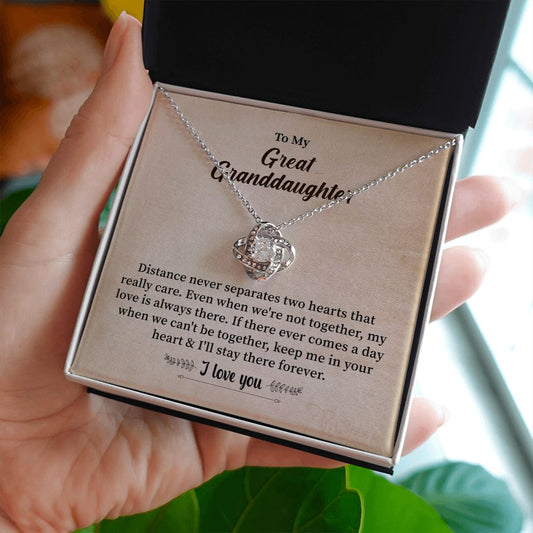 To My
Great
Granddaughter
Distance never separates two hearts that
really care. Even when we're not together, my
love is always there. If there ever comes a day
when we can't be together, keep me in your
heart & I'll stay there forever.
I love you